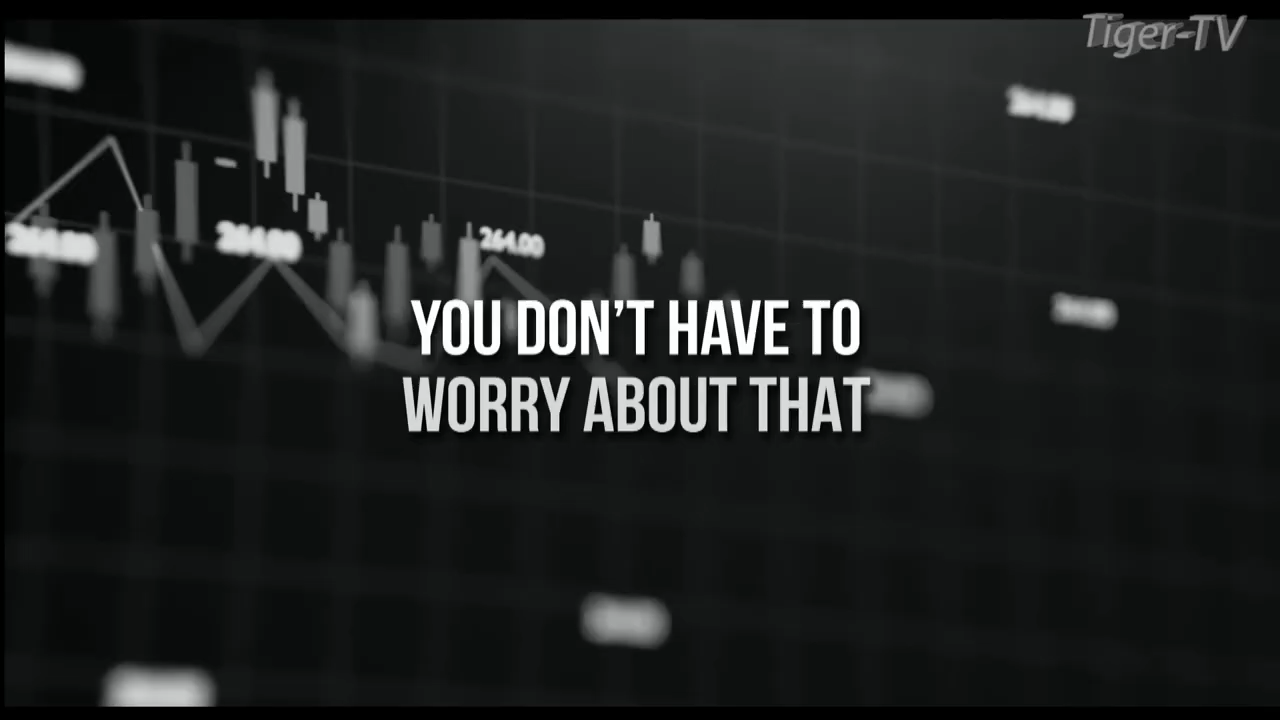 Tiger-TV
264.00
264.00
264.00
YOU DON'T HAVE TO
WORRY ABOUT THAT